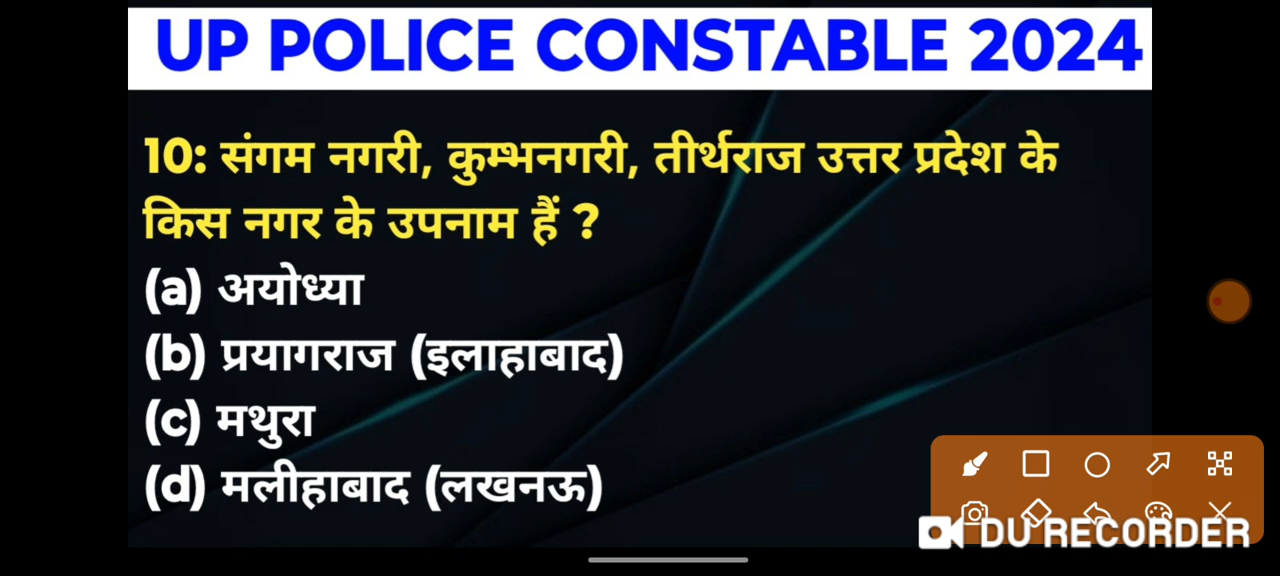 UP POLICE CONSTABLE 2024
10: संगम नगरी, कुम्भनगरी, तीर्थराज उत्तर प्रदेश के
किस नगर के उपनाम हैं ?
(a) अयोध्या
(b) प्रयागराज (इलाहाबाद)
(c) मथुरा
(d) मलीहाबाद (लखनऊ)
DU RECORDER